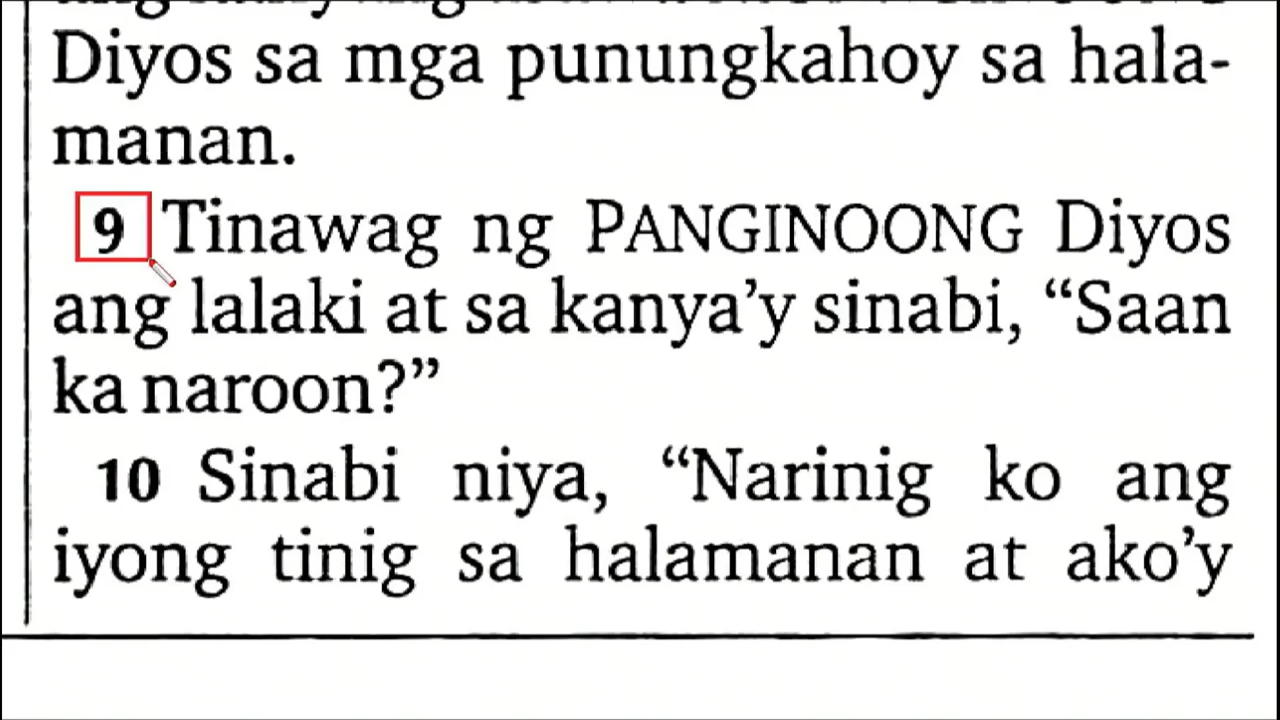 Diyos sa mga punungkahoy sa hala-
manan.
9 Tinawag ng PANGINOONG Diyos
ang lalaki at sa kanya’y sinabi, “Saan
ka naroon?”
10 Sinabi niya, “Narinig ko ang
iyong tinig sa halamanan at ako’y